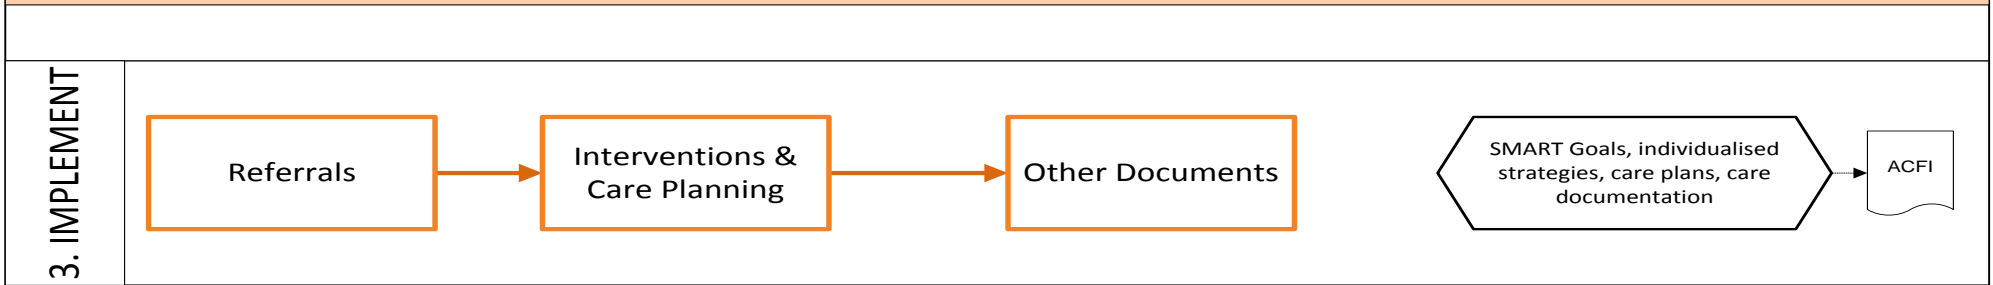 3. IMPLEMENT
Referrals
Interventions &
Care Planning
Other Documents
SMART Goals, individualised
strategies, care plans, care
documentation
ACFI